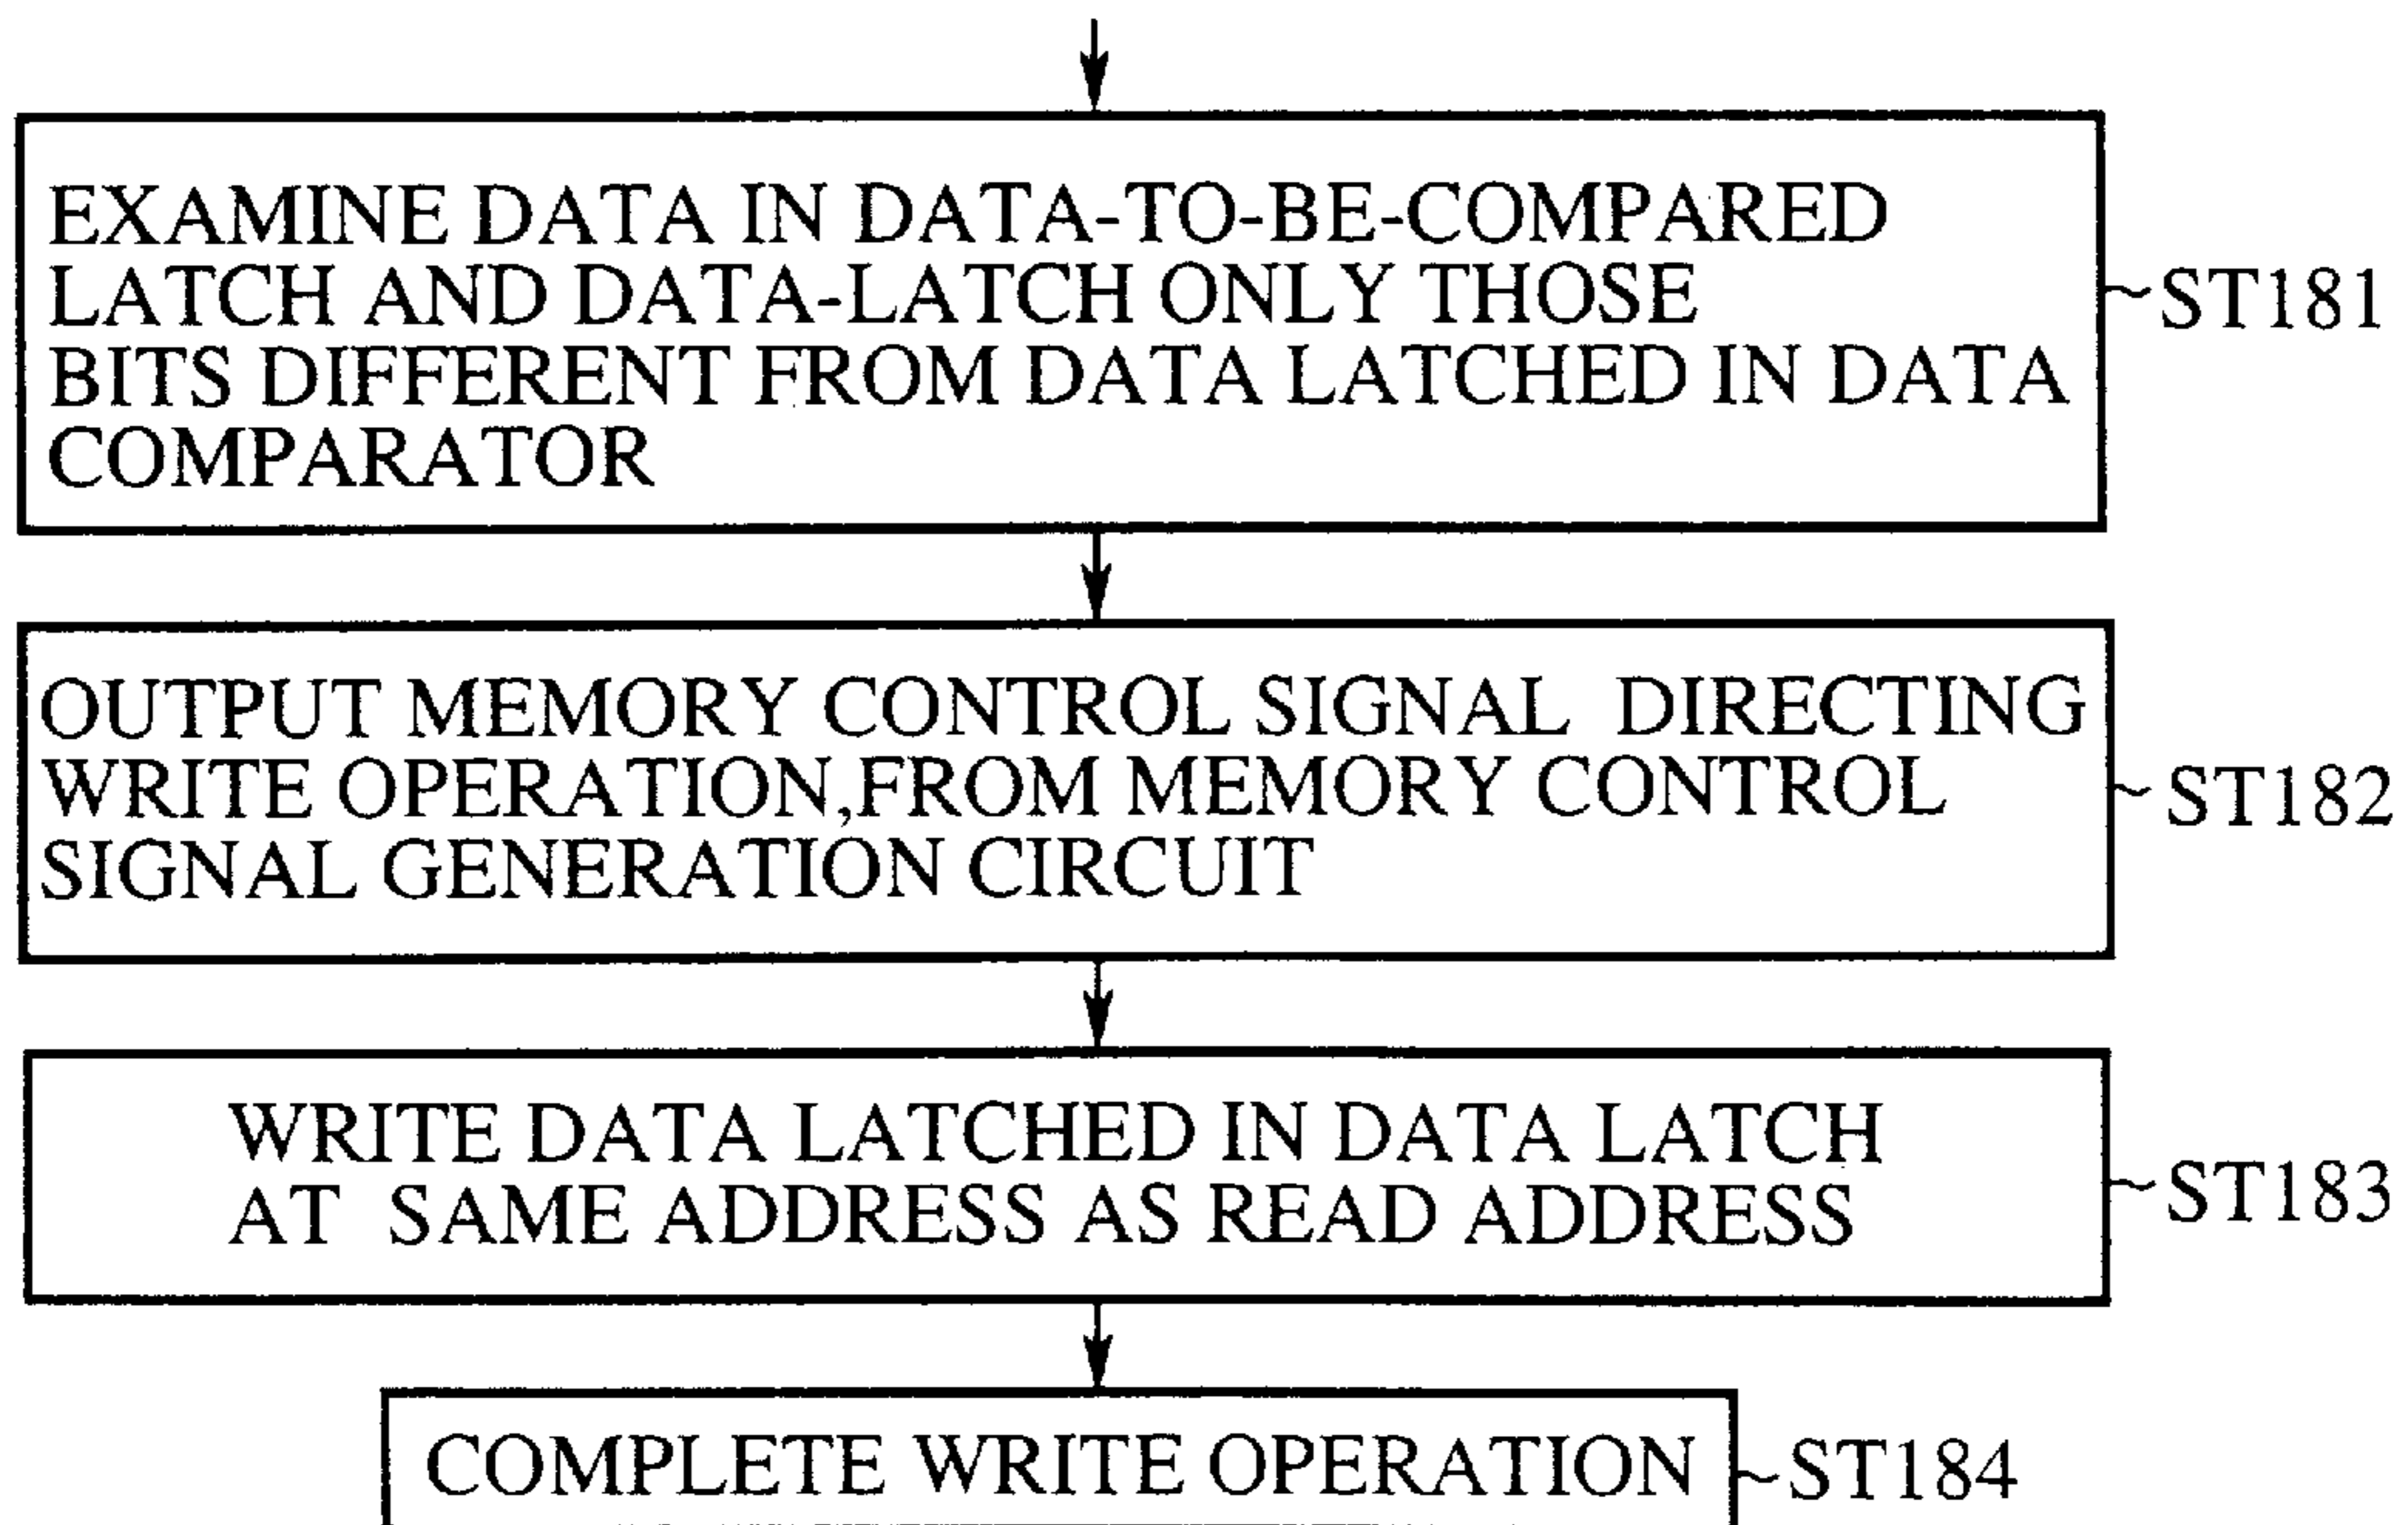 EXAMINE DATA IN DATA-TO-BE-COMPARED
LATCH AND DATA-LATCH ONLY THOSE
BITS DIFFERENT FROM DATA LATCHED IN DATA
COMPARATOR
ST181
OUTPUT MEMORY CONTROL SIGNAL DIRECTING
WRITE OPERATION,FROM MEMORY CONTROL
SIGNAL GENERATION CIRCUIT
ST182
WRITE DATA LATCHED IN DATA LATCH
AT SAME ADDRESS AS READ ADDRESS
ST183
COMPLETE WRITE OPERATION
ST184